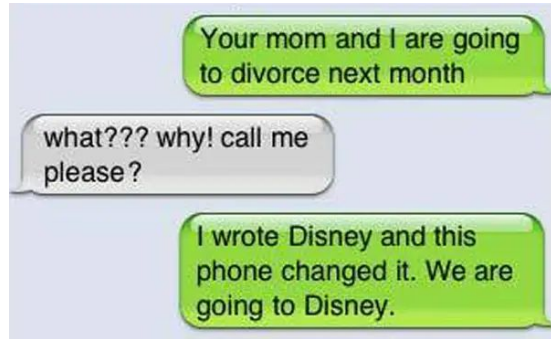 Your mom and I are going
to divorce next month
what??? why! call me
please?
I wrote Disney and this
phone changed it. We are
going to Disney.